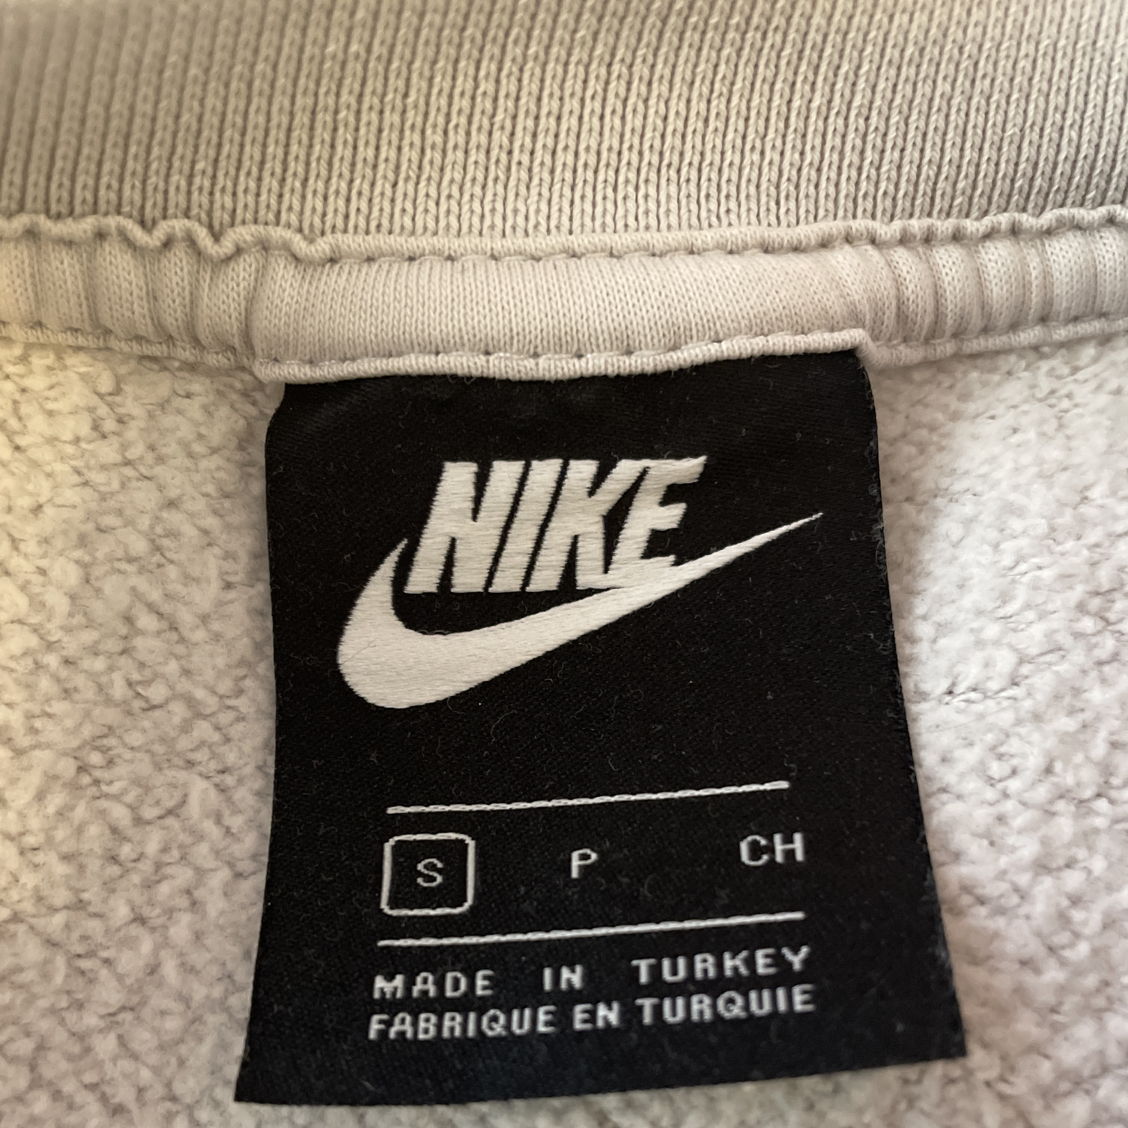 NIKE
S P CH
MADE IN TURKEY
FABRIQUE EN TURQUIE